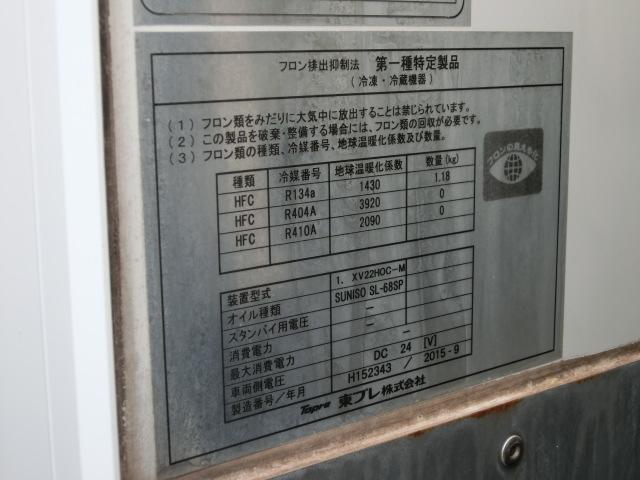 フロン排出抑制法 第一種特定製品
(冷凍・冷蔵機器)
(1) フロン類をみだりに大気中に放出することは禁じられています。
(2) この製品を破棄・整備する場合には、フロン類の回収が必要です。
(3) フロン類の種類、冷媒番号、地球温暖化係数及び数量。
フロンの見える化
種類 冷媒番号 地球温暖化係数 数量(kg)
HFC R134a 1430 1.18
HFC R404A 3920 0
HFC R410A 2090 0
装置型式 1. XV22HOC-M
オイル種類 SUNISO SL-68SP
スタンバイ用電圧 -
消費電力 -
最大消費電力 -
車両側電圧 DC 24 [V]
製造番号/年月 H152343 / 2015-9
Topre 東プレ株式会社